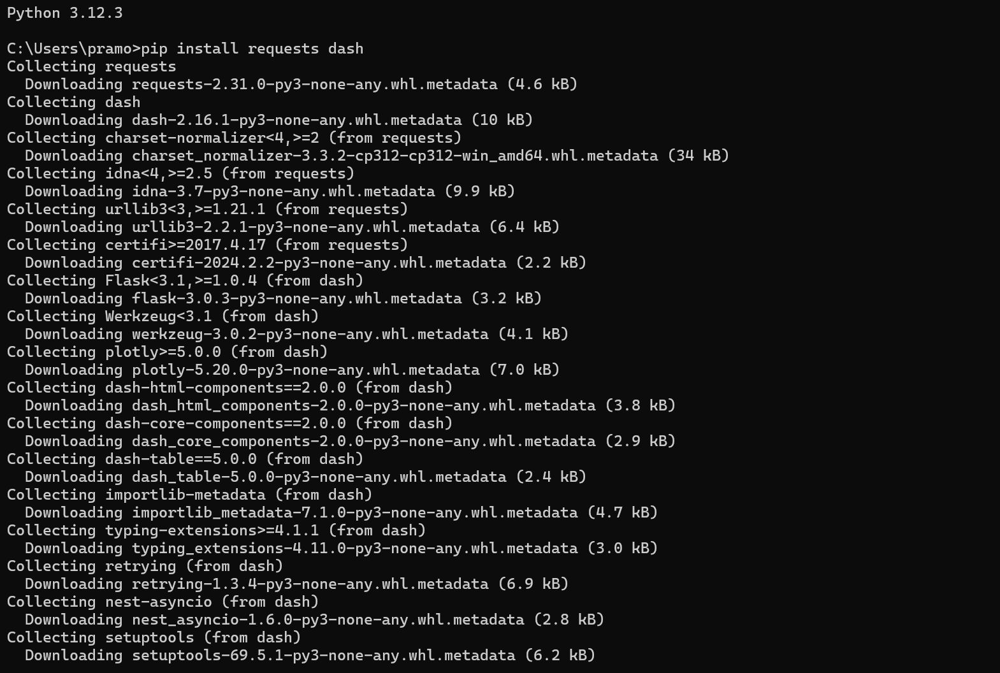 Python 3.12.3
C:\Users\pramo>pip install requests dash
Collecting requests
  Downloading requests-2.31.0-py3-none-any.whl.metadata (4.6 kB)
Collecting dash
  Downloading dash-2.16.1-py3-none-any.whl.metadata (10 kB)
Collecting charset-normalizer<4,>=2 (from requests)
  Downloading charset_normalizer-3.3.2-cp312-cp312-win_amd64.whl.metadata (34 kB)
Collecting idna<4,>=2.5 (from requests)
  Downloading idna-3.7-py3-none-any.whl.metadata (9.9 kB)
Collecting urllib3<3,>=1.21.1 (from requests)
  Downloading urllib3-2.2.1-py3-none-any.whl.metadata (6.4 kB)
Collecting certifi>=2017.4.17 (from requests)
  Downloading certifi-2024.2.2-py3-none-any.whl.metadata (2.2 kB)
Collecting Flask<3.1,>=1.0.4 (from dash)
  Downloading flask-3.0.3-py3-none-any.whl.metadata (3.2 kB)
Collecting Werkzeug<3.1 (from dash)
  Downloading werkzeug-3.0.2-py3-none-any.whl.metadata (4.1 kB)
Collecting plotly>=5.0.0 (from dash)
  Downloading plotly-5.20.0-py3-none-any.whl.metadata (7.0 kB)
Collecting dash-html-components==2.0.0 (from dash)
  Downloading dash_html_components-2.0.0-py3-none-any.whl.metadata (3.8 kB)
Collecting dash-core-components==2.0.0 (from dash)
  Downloading dash_core_components-2.0.0-py3-none-any.whl.metadata (2.9 kB)
Collecting dash-table==5.0.0 (from dash)
  Downloading dash_table-5.0.0-py3-none-any.whl.metadata (2.4 kB)
Collecting importlib-metadata (from dash)
  Downloading importlib_metadata-7.1.0-py3-none-any.whl.metadata (4.7 kB)
Collecting typing-extensions>=4.1.1 (from dash)
  Downloading typing_extensions-4.11.0-py3-none-any.whl.metadata (3.0 kB)
Collecting retrying (from dash)
  Downloading retrying-1.3.4-py3-none-any.whl.metadata (6.9 kB)
Collecting nest-asyncio (from dash)
  Downloading nest_asyncio-1.6.0-py3-none-any.whl.metadata (2.8 kB)
Collecting setuptools (from dash)
  Downloading setuptools-69.5.1-py3-none-any.whl.metadata (6.2 kB)